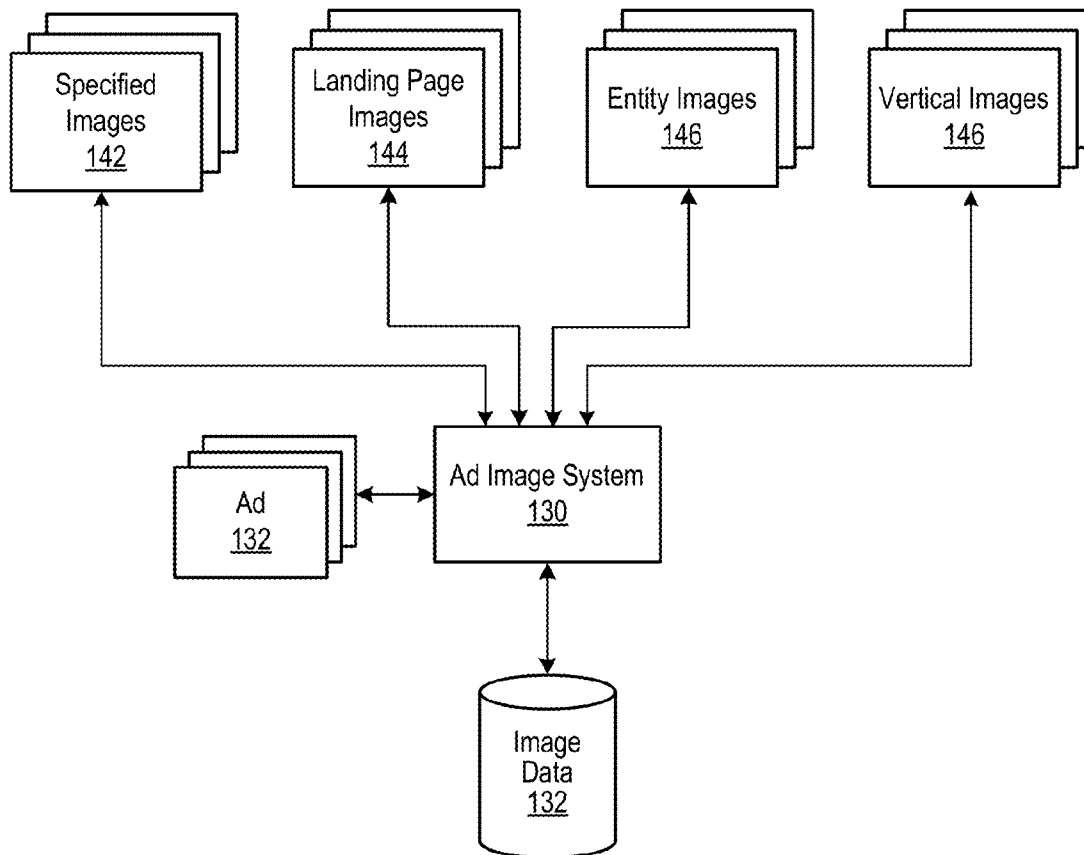 Specified
Images
142
Landing Page
Images
144
Entity Images
146
Vertical Images
146
Ad
132
Ad Image System
130
Image
Data
132